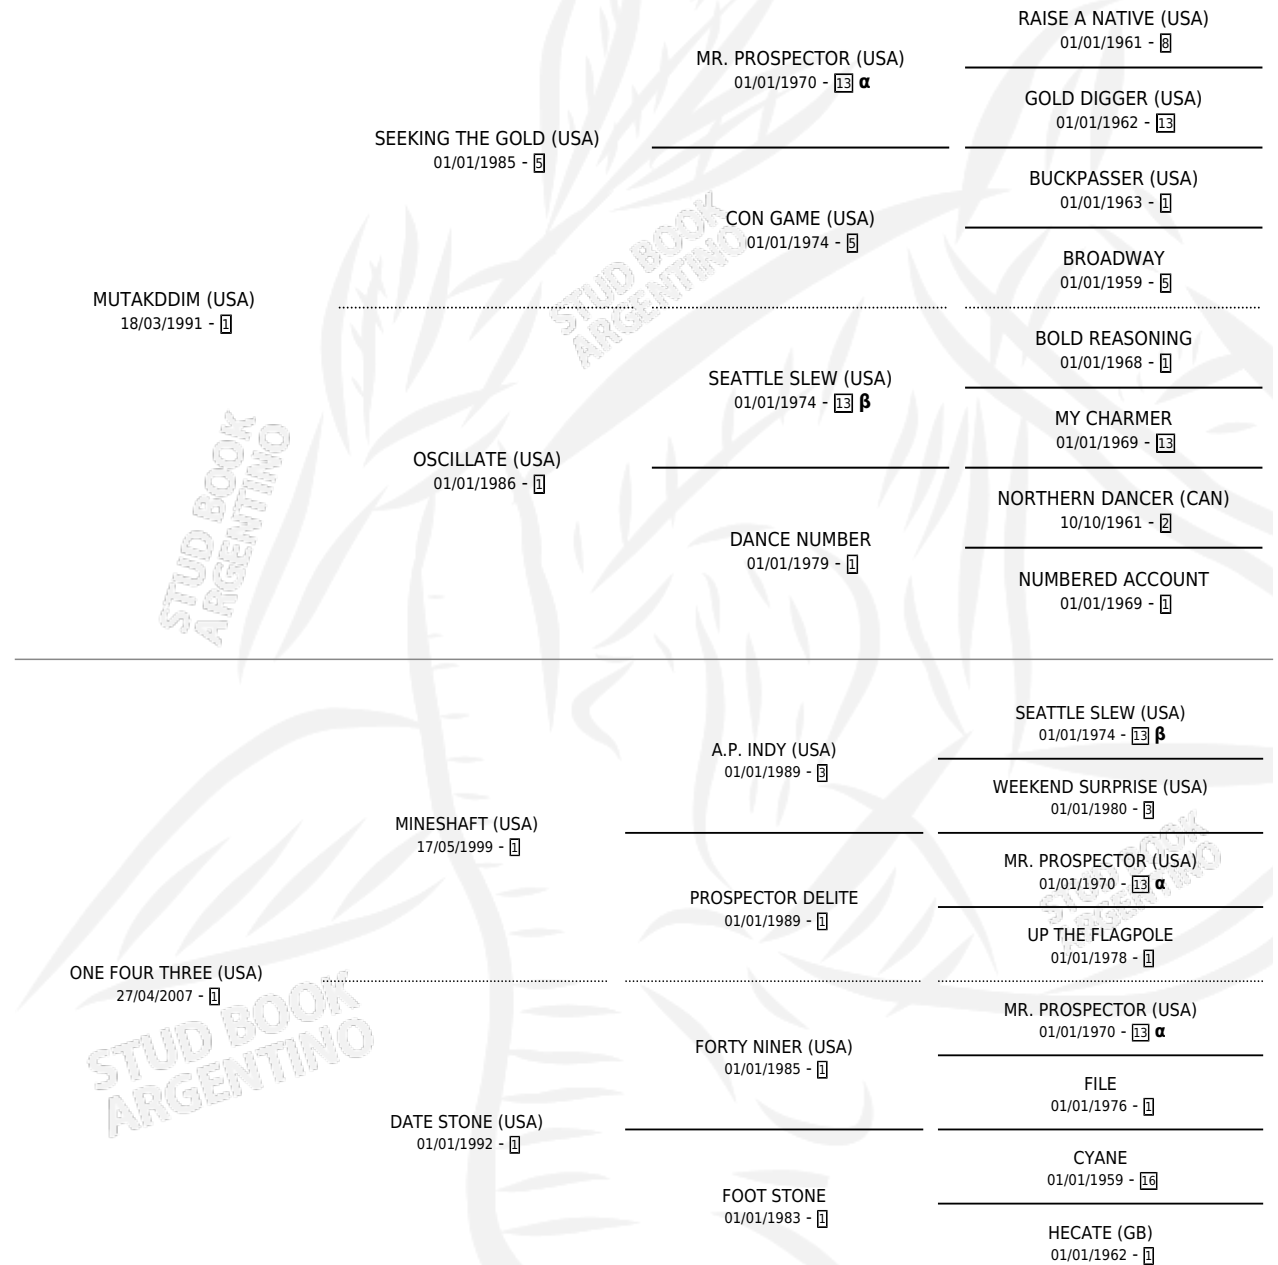 RAISE A NATIVE (USA)
01/01/1961 - 8
MR. PROSPECTOR (USA)
01/01/1970 - 13 α
GOLD DIGGER (USA)
01/01/1962 - 13
SEEKING THE GOLD (USA)
01/01/1985 - 5
BUCKPASSER (USA)
01/01/1963 - 1
CON GAME (USA)
01/01/1974 - 5
BROADWAY
01/01/1959 - 5
MUTAKDDIM (USA)
18/03/1991 - 1
BOLD REASONING
01/01/1968 - 1
SEATTLE SLEW (USA)
01/01/1974 - 13 β
MY CHARMER
01/01/1969 - 13
OSCILLATE (USA)
01/01/1986 - 1
NORTHERN DANCER (CAN)
10/10/1961 - 2
DANCE NUMBER
01/01/1979 - 1
NUMBERED ACCOUNT
01/01/1969 - 1
SEATTLE SLEW (USA)
01/01/1974 - 13 β
A.P. INDY (USA)
01/01/1989 - 3
WEEKEND SURPRISE (USA)
01/01/1980 - 3
MINESHAFT (USA)
17/05/1999 - 1
MR. PROSPECTOR (USA)
01/01/1970 - 13 α
PROSPECTOR DELITE
01/01/1989 - 1
UP THE FLAGPOLE
01/01/1978 - 1
ONE FOUR THREE (USA)
27/04/2007 - 1
MR. PROSPECTOR (USA)
01/01/1970 - 13 α
FORTY NINER (USA)
01/01/1985 - 1
FILE
01/01/1976 - 1
DATE STONE (USA)
01/01/1992 - 1
CYANE
01/01/1959 - 16
FOOT STONE
01/01/1983 - 1
HECATE (GB)
01/01/1962 - 1
STUD BOOK
ARGENTINO
STUD BOOK
ARGENTINO
STUD BOOK
ARGENTINO
STUD BOOK
ARGENTINO